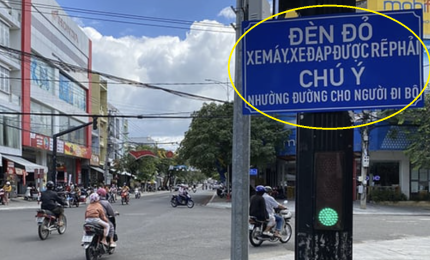 ĐÈN ĐỎ
XE MÁY, XE ĐẠP ĐƯỢC RẼ PHẢI
CHÚ Ý
NHƯỜNG ĐƯỜNG CHO NGƯỜI ĐI BỘ